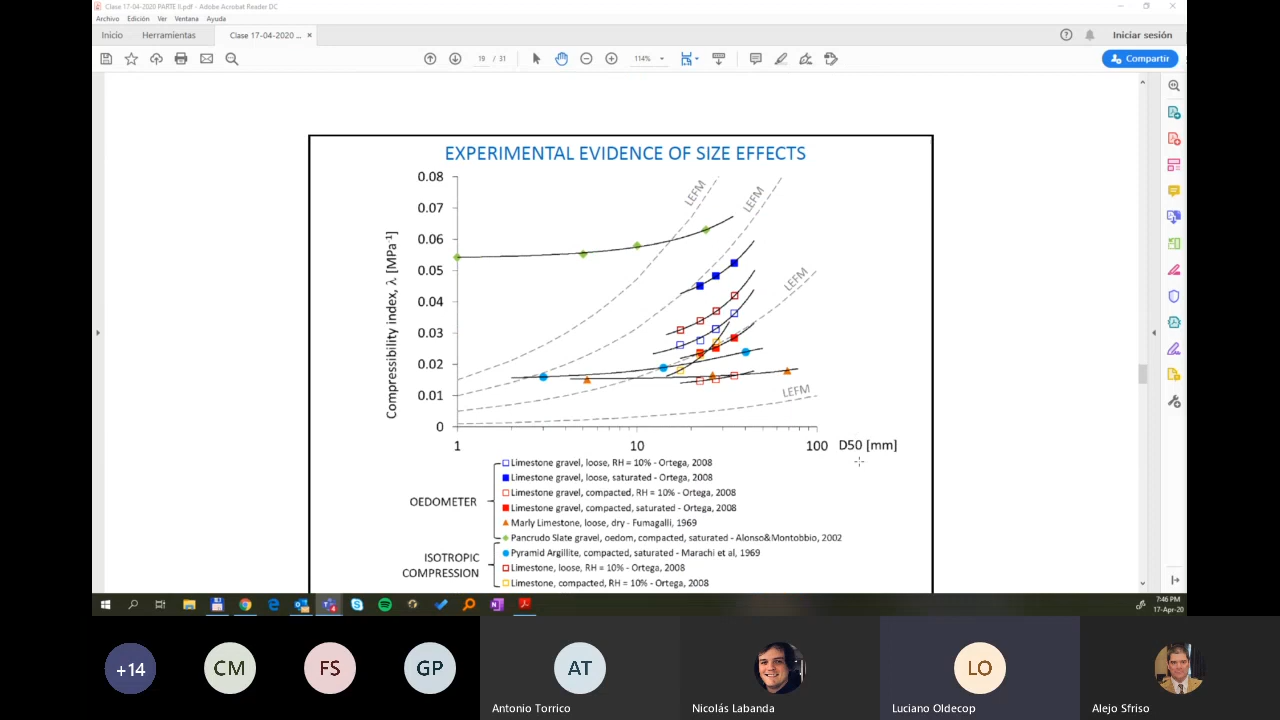 Clase 17-04-2020 PARTE II.pdf - Adobe Acrobat Reader DC
Archivo Edición Ver Ventana Ayuda
Inicio Herramientas Clase 17-04-2020 ... × Iniciar sesión
19 / 31 114% Compartir
EXPERIMENTAL EVIDENCE OF SIZE EFFECTS
Compressibility index, λ [MPa⁻¹]
0.08
0.07
0.06
0.05
0.04
0.03
0.02
0.01
0
LEFM
LEFM
LEFM
LEFM
1 10 100 D50 [mm]
OEDOMETER
Limestone gravel, loose, RH = 10% - Ortega, 2008
Limestone gravel, loose, saturated - Ortega, 2008
Limestone gravel, compacted, RH = 10% - Ortega, 2008
Limestone gravel, compacted, saturated - Ortega, 2008
Marly Limestone, loose, dry - Fumagalli, 1969
Pancrudo Slate gravel, oedom, compacted, saturated - Alonso&Montobbio, 2002
ISOTROPIC
COMPRESSION
Pyramid Argillite, compacted, saturated - Marachi et al, 1969
Limestone, loose, RH = 10% - Ortega, 2008
Limestone, compacted, RH = 10% - Ortega, 2008
7:46 PM
17-Apr-20
+14 CM FS GP AT LO
Antonio Torrico Nicolás Labanda Luciano Oldecop Alejo Sfriso